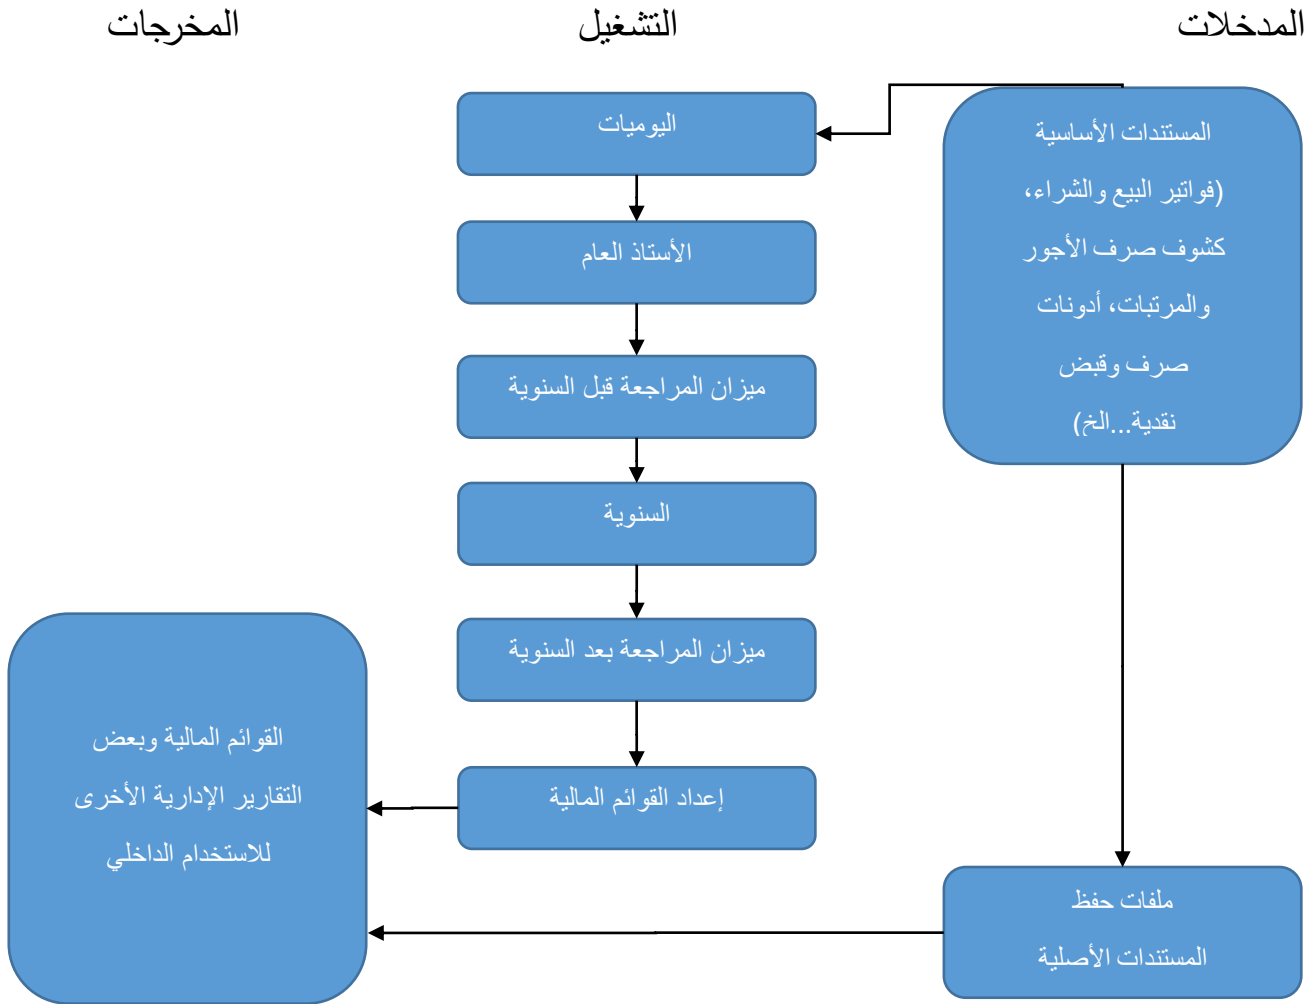 المدخلات
التشغيل
المخرجات
المستندات الأساسية
(فواتير البيع والشراء،
كشوف صرف الأجور
والمرتبات، أدونات
صرف وقبض
نقدية...الخ)
اليوميات
الأستاذ العام
ميزان المراجعة قبل السنوية
السنوية
ميزان المراجعة بعد السنوية
إعداد القوائم المالية
القوائم المالية وبعض
التقارير الإدارية الأخرى
للاستخدام الداخلي
ملفات حفظ
المستندات الأصلية